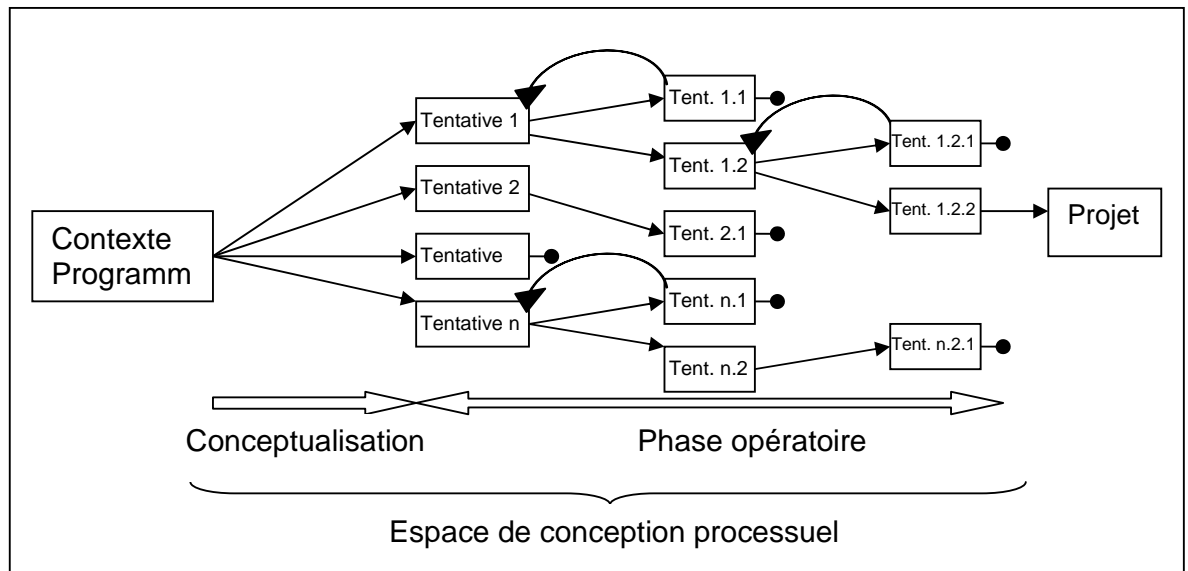 Contexte
Programm
Tentative 1
Tentative 2
Tentative
Tentative n
Tent. 1.1
Tent. 1.2
Tent. 2.1
Tent. n.1
Tent. n.2
Tent. 1.2.1
Tent. 1.2.2
Tent. n.2.1
Projet
Conceptualisation
Phase opératoire
Espace de conception processuel